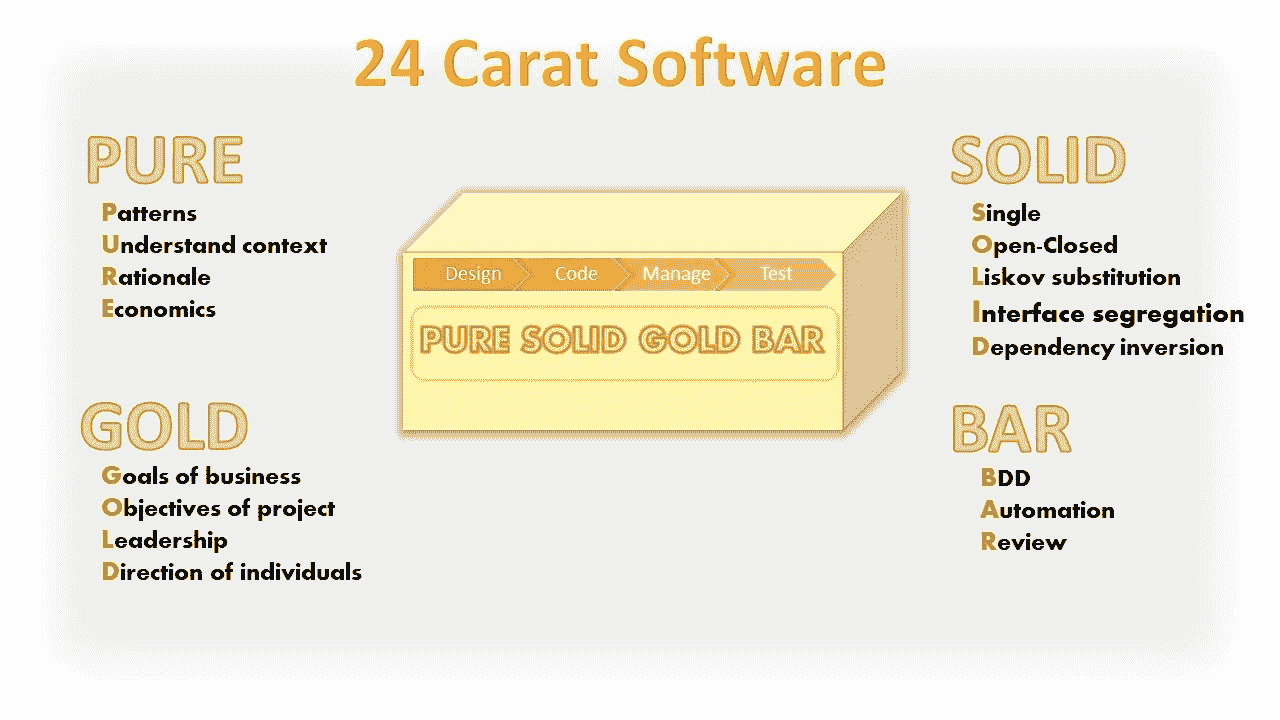 24 Carat Software
PURE
Patterns
Understand context
Rationale
Economics
SOLID
Single
Open-Closed
Liskov substitution
Interface segregation
Dependency inversion
Design Code Manage Test
PURE SOLID GOLD BAR
GOLD
Goals of business
Objectives of project
Leadership
Direction of individuals
BAR
BDD
Automation
Review